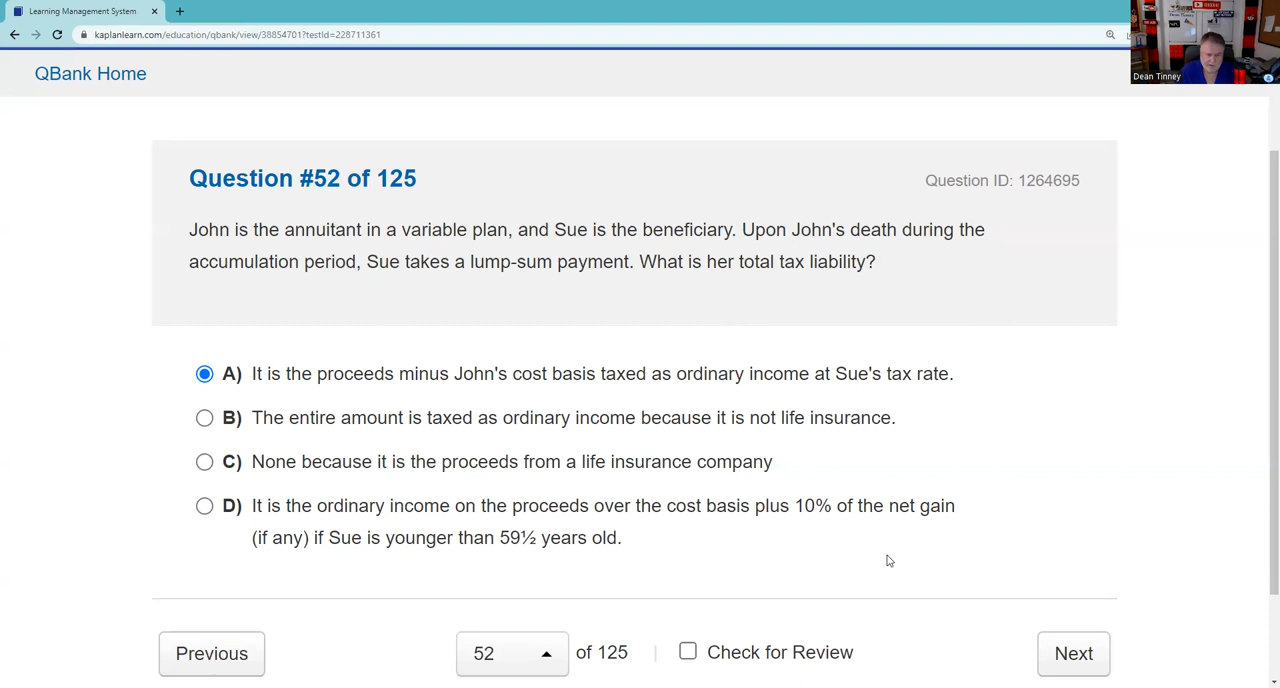 Learning Management System
kaplanlearn.com/education/qbank/view/38854701?testId=228711361
Dean Tinney
QBank Home
Question #52 of 125
Question ID: 1264695
John is the annuitant in a variable plan, and Sue is the beneficiary. Upon John's death during the
accumulation period, Sue takes a lump-sum payment. What is her total tax liability?
A) It is the proceeds minus John's cost basis taxed as ordinary income at Sue's tax rate.
B) The entire amount is taxed as ordinary income because it is not life insurance.
C) None because it is the proceeds from a life insurance company
D) It is the ordinary income on the proceeds over the cost basis plus 10% of the net gain
(if any) if Sue is younger than 59½ years old.
Previous
52
of 125
Check for Review
Next